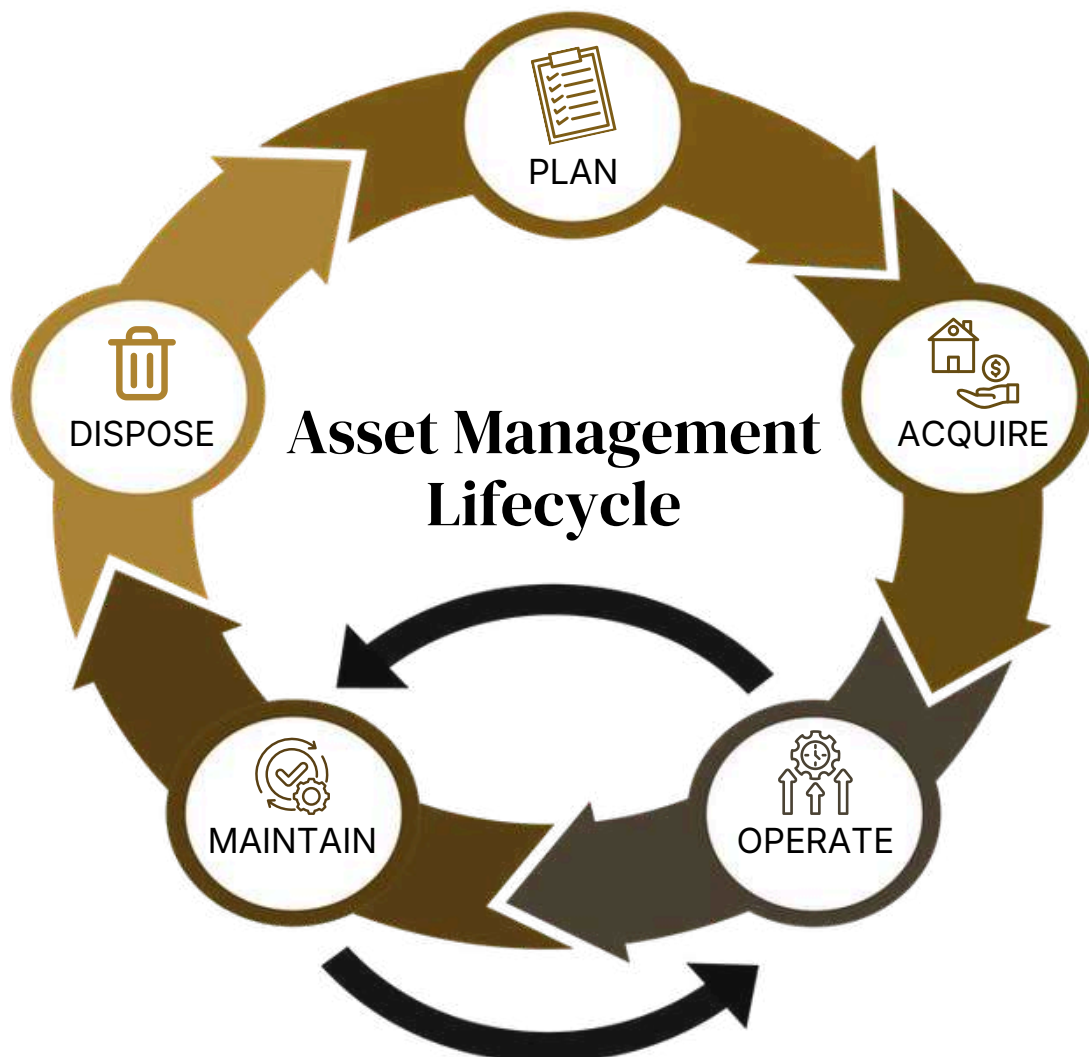 PLAN
DISPOSE
ACQUIRE
Asset Management
Lifecycle
$
MAINTAIN
OPERATE